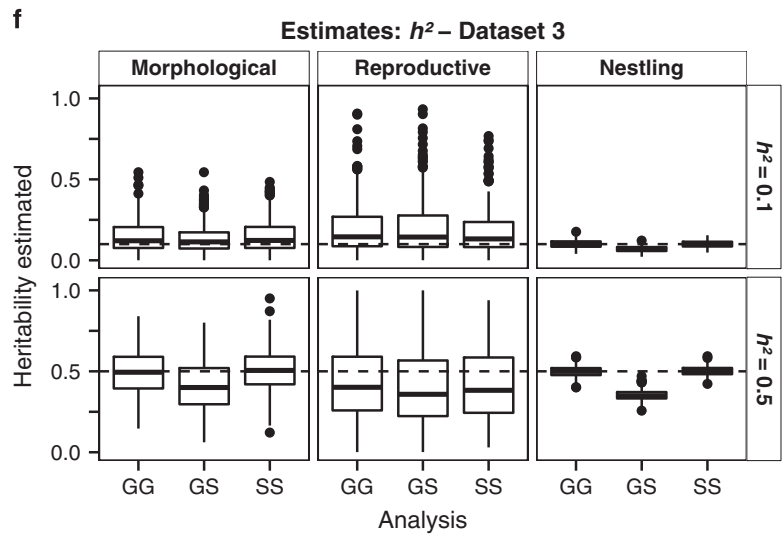 f
Estimates: h² – Dataset 3
Morphological Reproductive Nestling
1.0
0.5
0.0
h² = 0.1
1.0
0.5
0.0
h² = 0.5
Heritability estimated
GG GS SS GG GS SS GG GS SS
Analysis